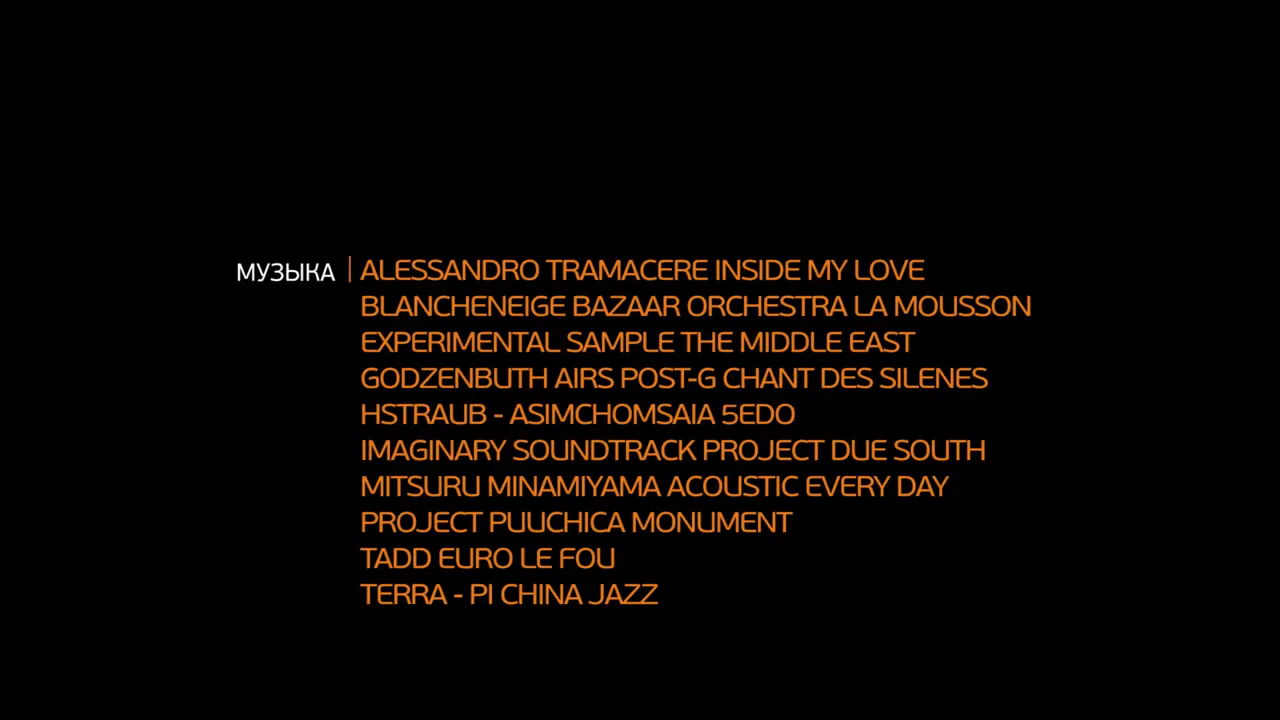 МУЗЫКА | ALESSANDRO TRAMACERE INSIDE MY LOVE
BLANCHENEIGE BAZAAR ORCHESTRA LA MOUSSON
EXPERIMENTAL SAMPLE THE MIDDLE EAST
GODZENBUTH AIRS POST-G CHANT DES SILENES
HSTRAUB - ASIMCHOMSAIA 5EDO
IMAGINARY SOUNDTRACK PROJECT DUE SOUTH
MITSURU MINAMIYAMA ACOUSTIC EVERY DAY
PROJECT PUUCHICA MONUMENT
TADD EURO LE FOU
TERRA - PI CHINA JAZZ